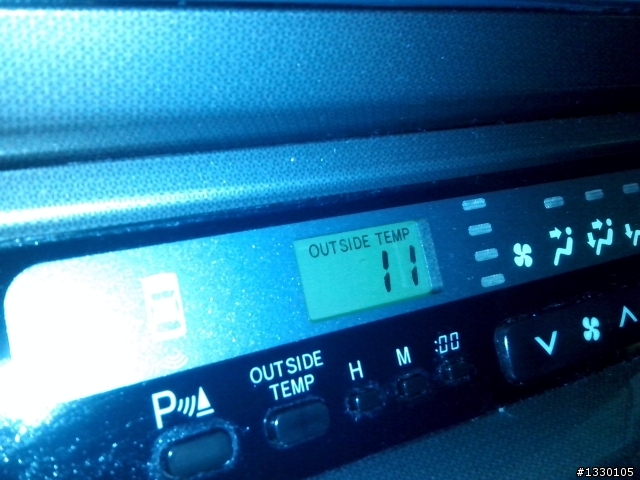 OUTSIDE TEMP
11
OUTSIDE
TEMP
H
M
:00
P
#1330105